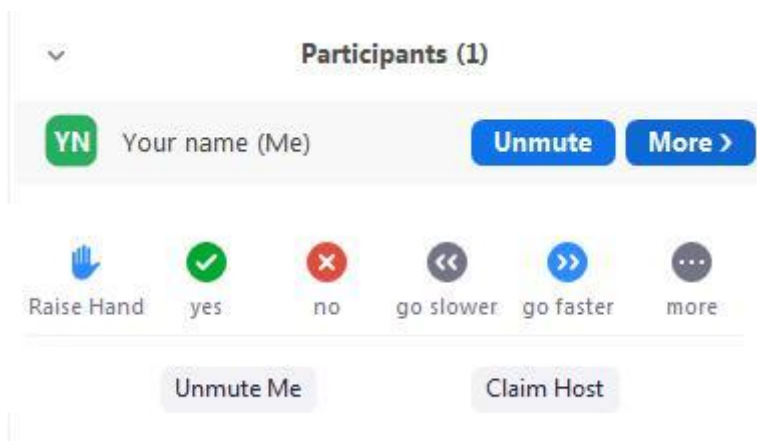 Participants (1)
YN Your name (Me) Unmute More >
Raise Hand yes no go slower go faster more
Unmute Me Claim Host